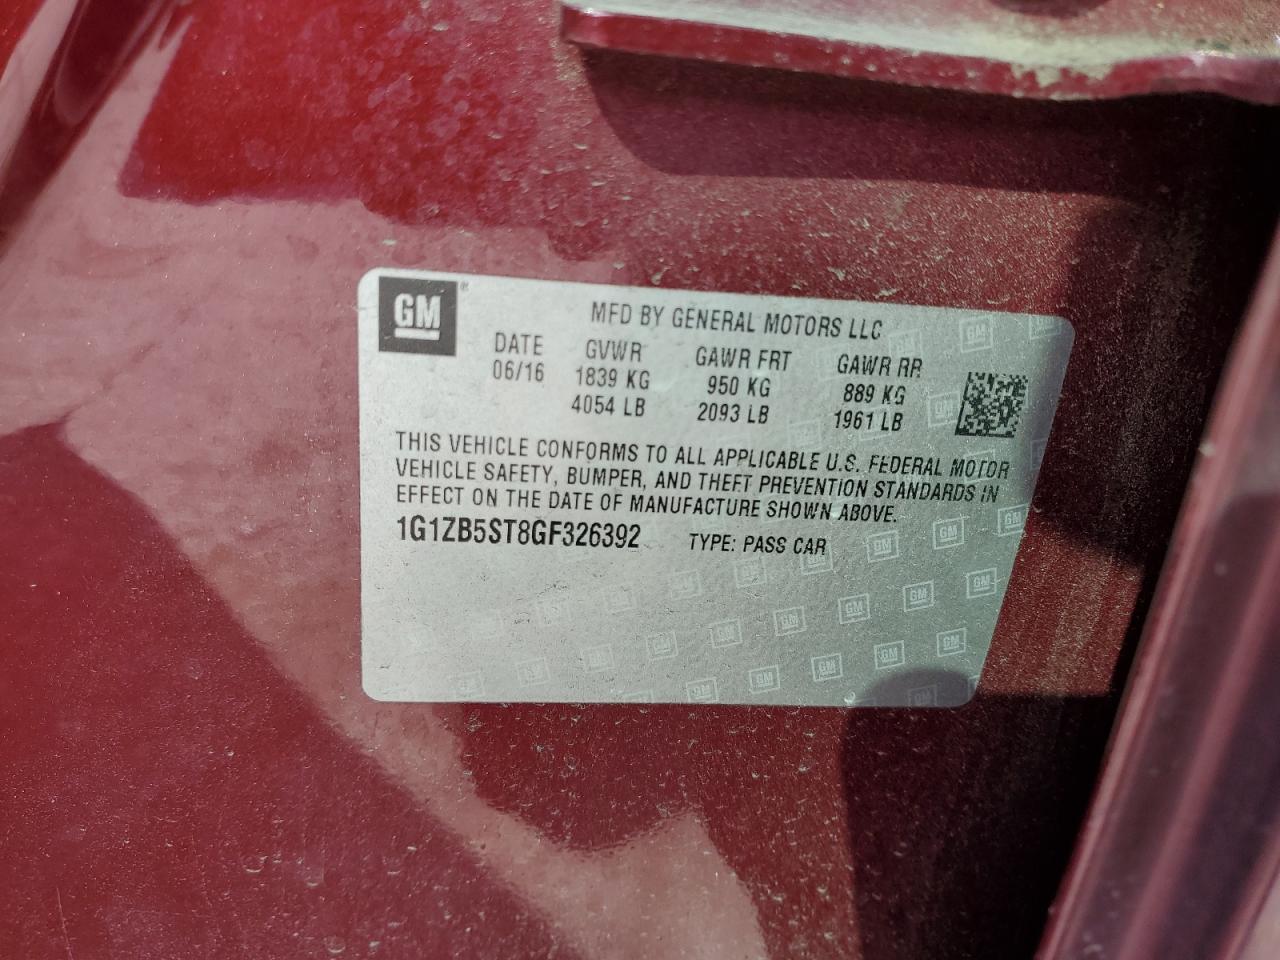 GM®
MFD BY GENERAL MOTORS LLC
DATE GVWR GAWR FRT GAWR RR
06/16 1839 KG 950 KG 889 KG
4054 LB 2093 LB 1961 LB
THIS VEHICLE CONFORMS TO ALL APPLICABLE U.S. FEDERAL MOTOR
VEHICLE SAFETY, BUMPER, AND THEFT PREVENTION STANDARDS IN
EFFECT ON THE DATE OF MANUFACTURE SHOWN ABOVE.
1G1ZB5ST8GF326392 TYPE: PASS CAR